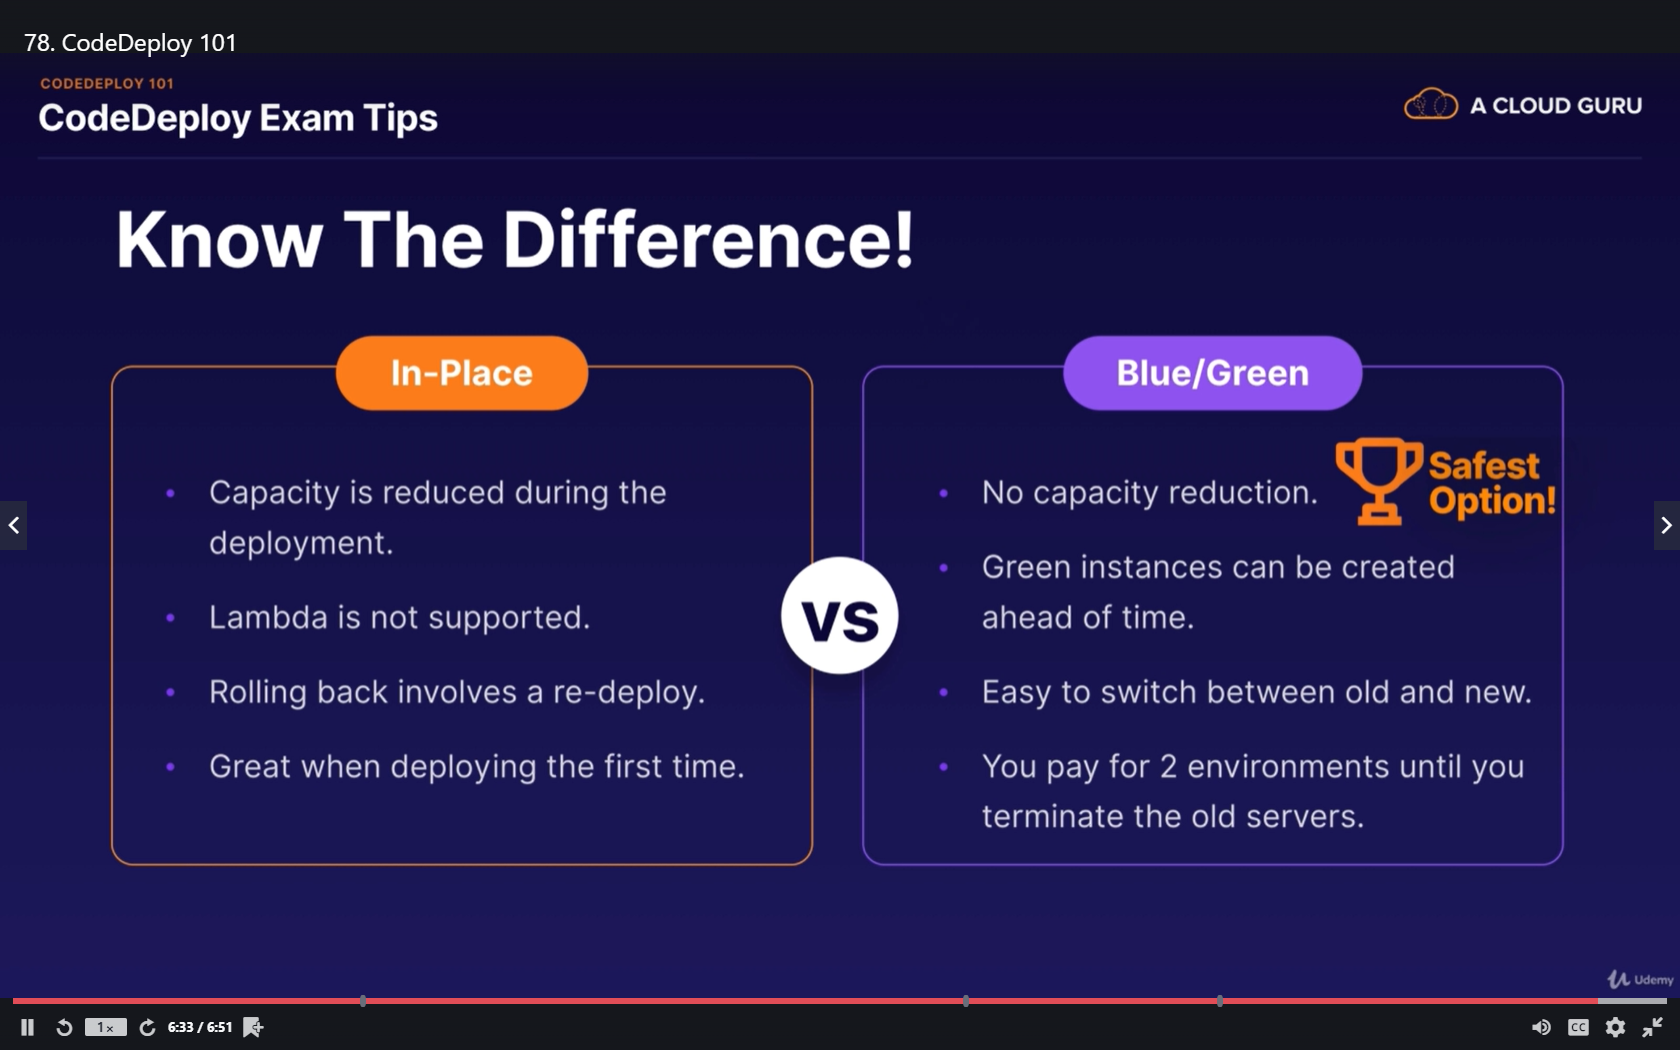 78. CodeDeploy 101
CODEDEPLOY 101
CodeDeploy Exam Tips
A CLOUD GURU
Know The Difference!
In-Place
• Capacity is reduced during the
deployment.
• Lambda is not supported.
• Rolling back involves a re-deploy.
• Great when deploying the first time.
VS
Blue/Green
Safest
Option!
• No capacity reduction.
• Green instances can be created
ahead of time.
• Easy to switch between old and new.
• You pay for 2 environments until you
terminate the old servers.
Udemy
1x
6:33 / 6:51
CC